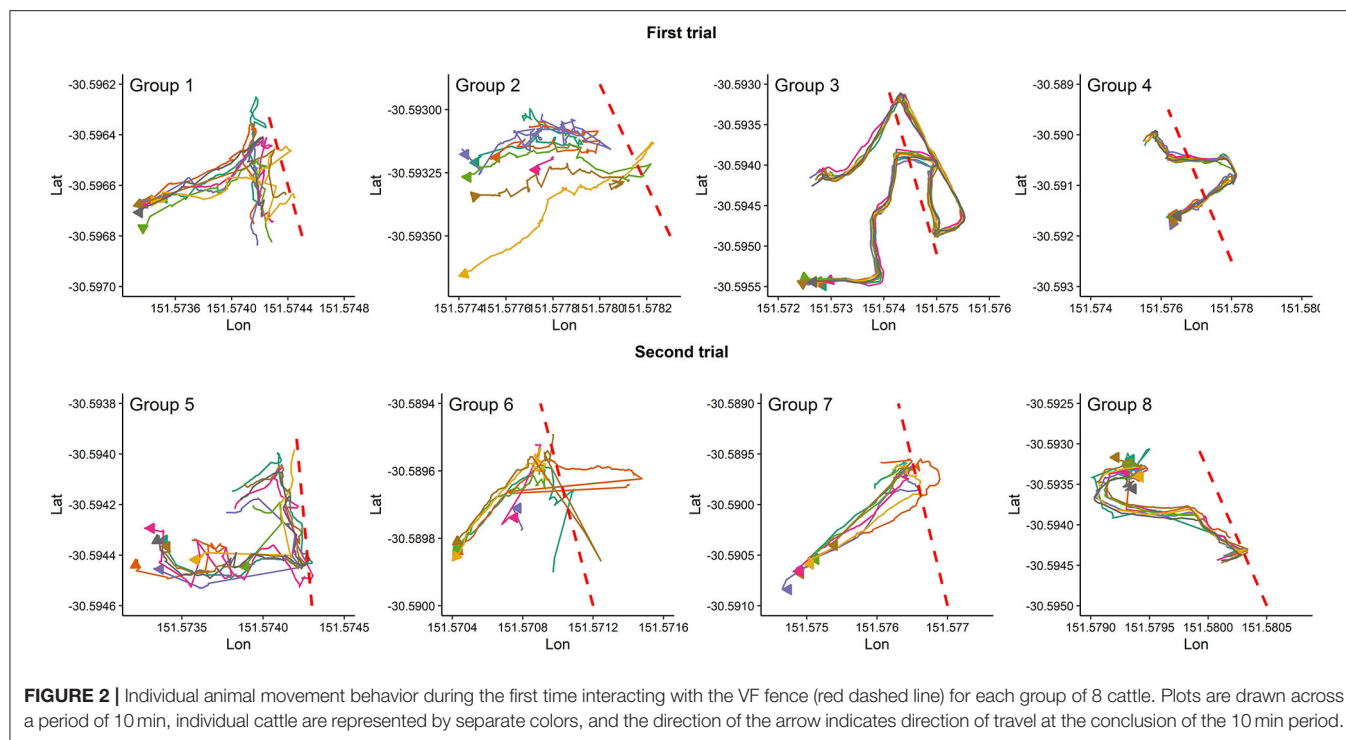 First trial
Group 1
Group 2
Group 3
Group 4
-30.5962
-30.5964
-30.5966
-30.5968
-30.5970
Lat
151.5736 151.5740 151.5744 151.5748
Lon
-30.59300
-30.59325
-30.59350
Lat
151.5774 151.5776 151.5778 151.5780 151.5782
Lon
-30.5930
-30.5935
-30.5940
-30.5945
-30.5950
-30.5955
Lat
151.572 151.573 151.574 151.575 151.576
Lon
-30.589
-30.590
-30.591
-30.592
-30.593
Lat
151.574 151.576 151.578 151.580
Lon
Second trial
Group 5
Group 6
Group 7
Group 8
-30.5938
-30.5940
-30.5942
-30.5944
-30.5946
Lat
151.5735 151.5740 151.5745
Lon
-30.5894
-30.5896
-30.5898
-30.5900
Lat
151.5704 151.5708 151.5712 151.5716
Lon
-30.5890
-30.5895
-30.5900
-30.5905
-30.5910
Lat
151.575 151.576 151.577
Lon
-30.5925
-30.5930
-30.5935
-30.5940
-30.5945
-30.5950
Lat
151.5790 151.5795 151.5800 151.5805
Lon
FIGURE 2 | Individual animal movement behavior during the first time interacting with the VF fence (red dashed line) for each group of 8 cattle. Plots are drawn across
a period of 10 min, individual cattle are represented by separate colors, and the direction of the arrow indicates direction of travel at the conclusion of the 10 min period.